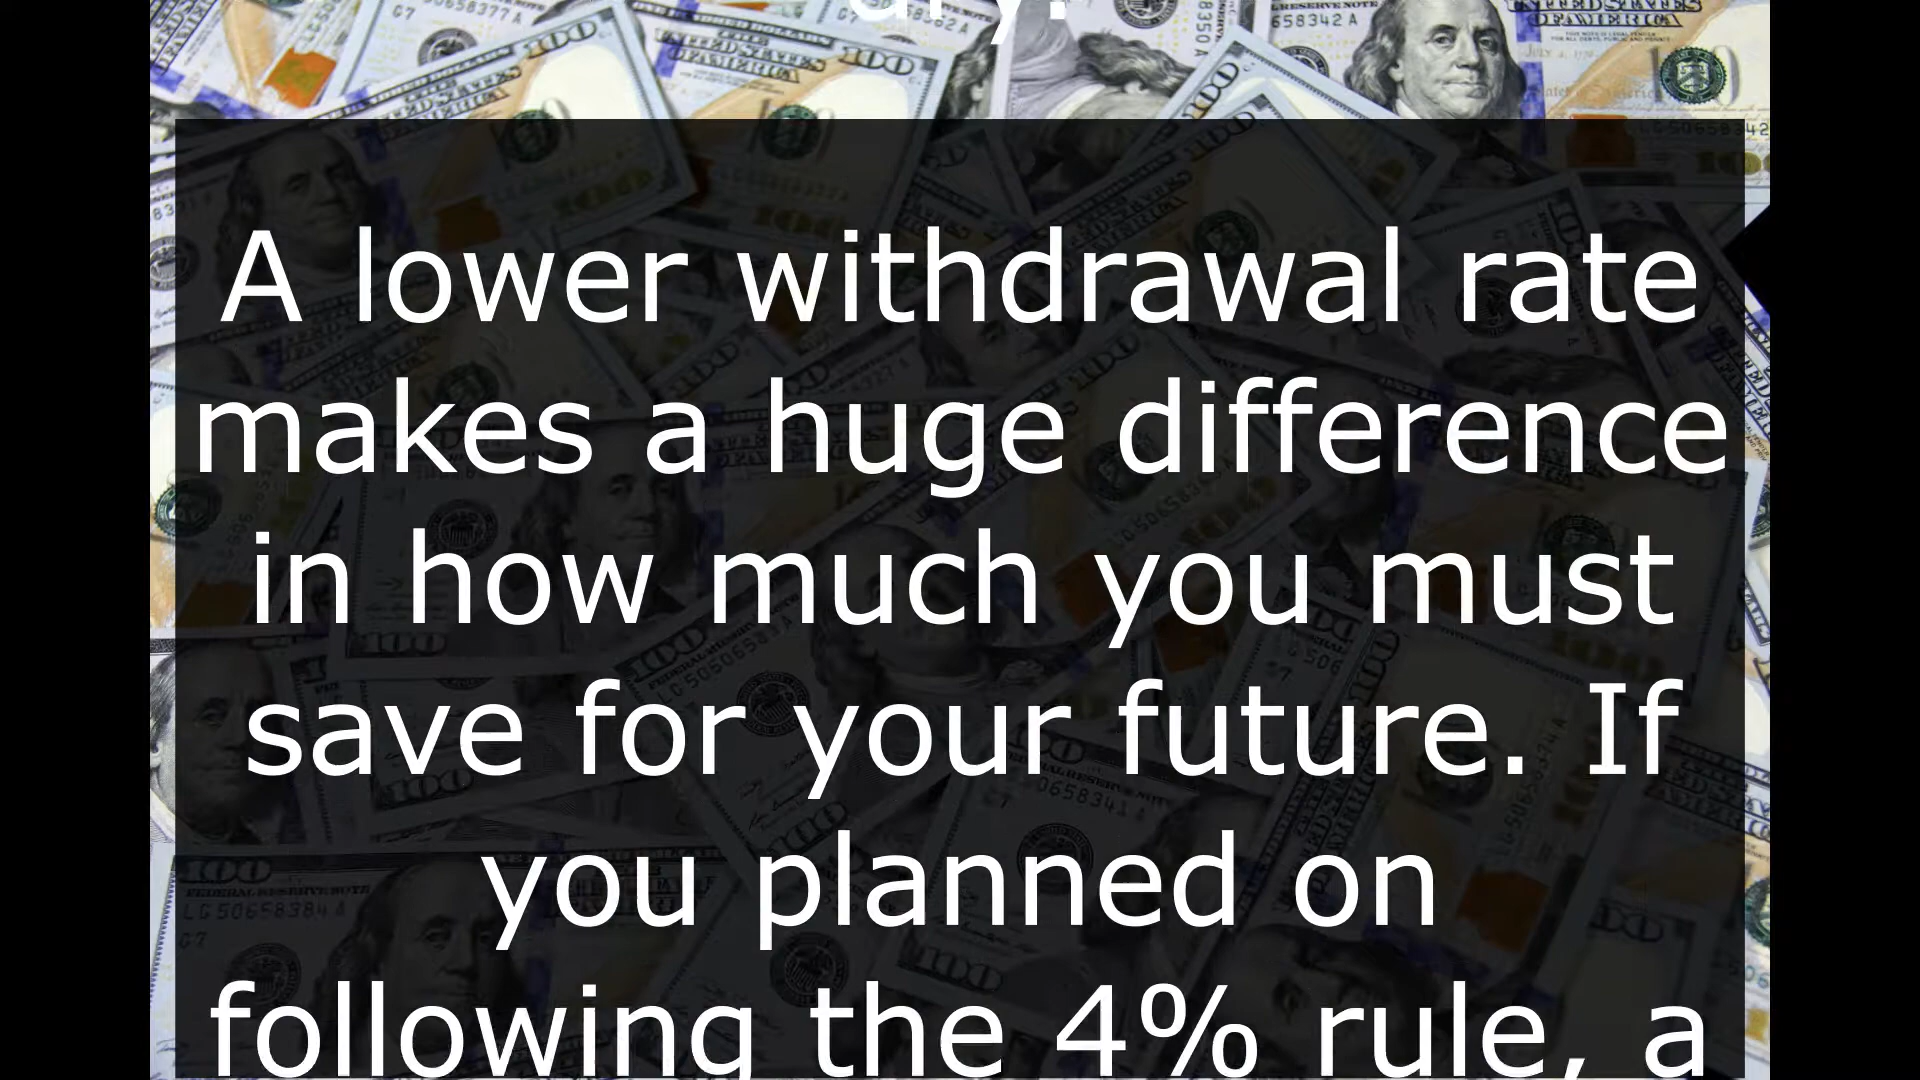 ary.
A lower withdrawal rate
makes a huge difference
in how much you must
save for your future. If
you planned on
following the 4% rule, a